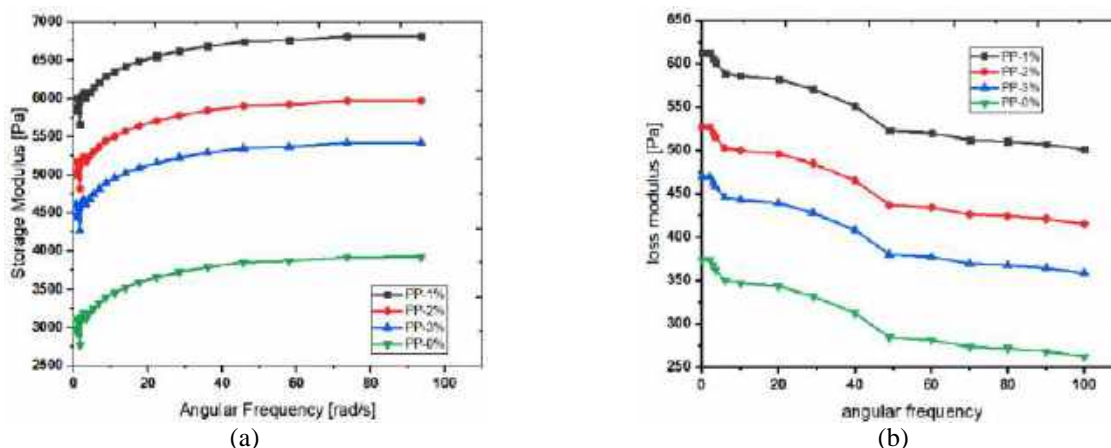 7000
6500
6000
5500
5000
4500
4000
3500
3000
2500
Storage Modulus [Pa]
PP-1%
PP-2%
PP-3%
PP-0%
0 20 40 60 80 100
Angular Frequency [rad/s]
(a)
650
600
550
500
450
400
350
300
250
loss modulus [Pa]
PP-1%
PP-2%
PP-3%
PP-0%
0 20 40 60 80 100
angular frequency
(b)